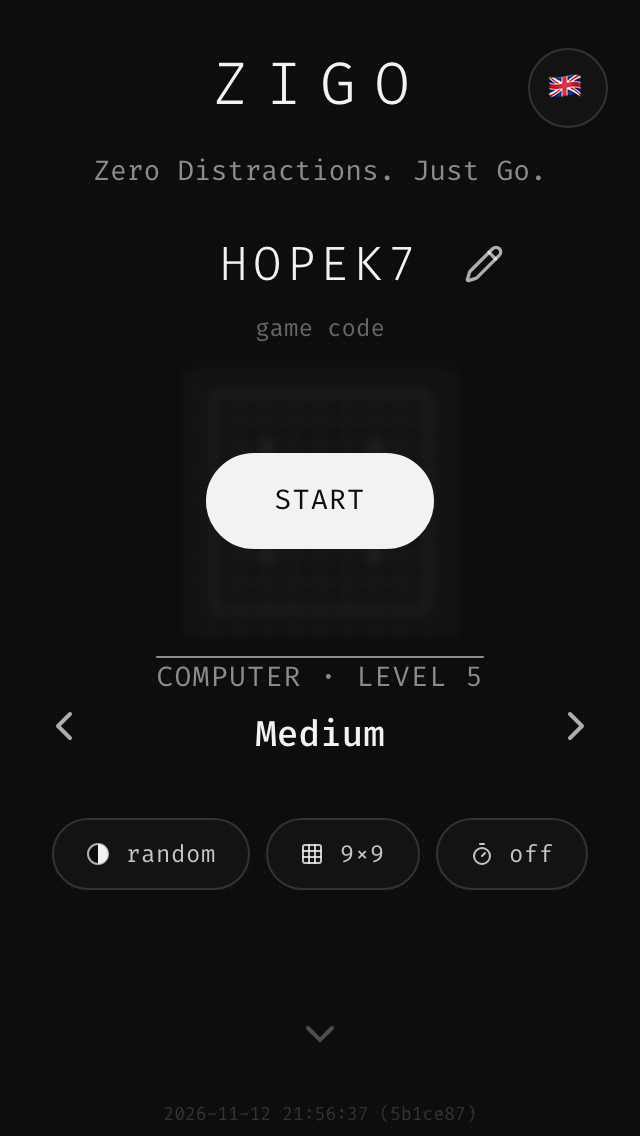 ZIGO
Zero Distractions. Just Go.
HOPEK7
game code
START
COMPUTER · LEVEL 5
Medium
random
9×9
off
2026-11-12 21:56:37 (5b1ce87)